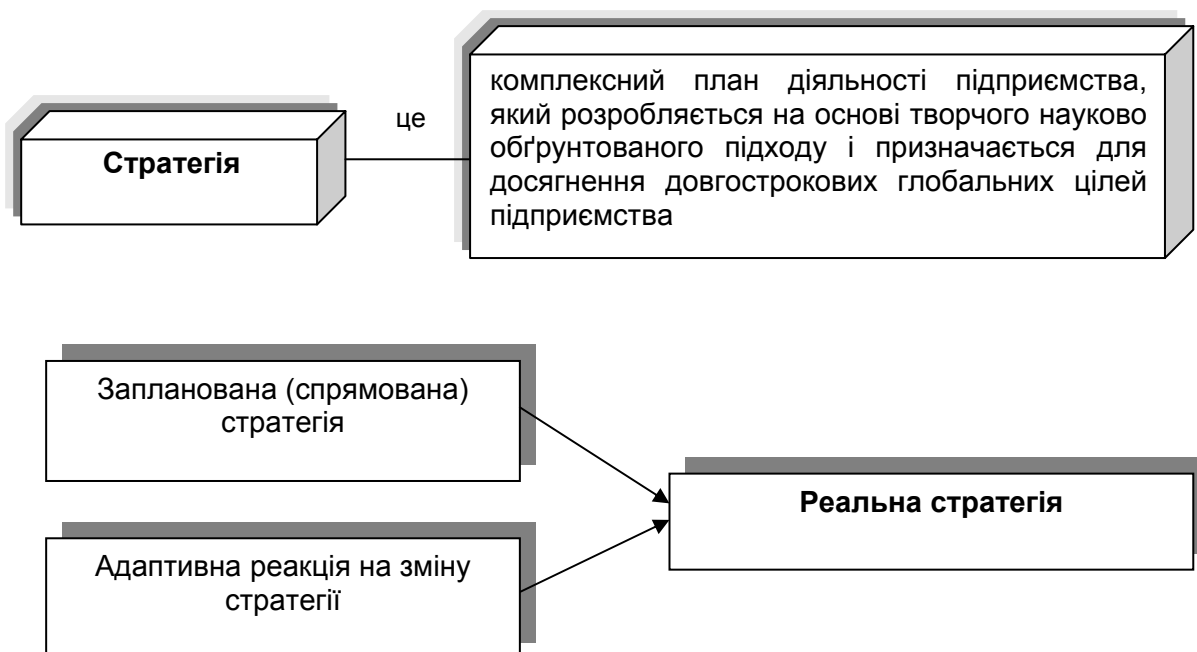 комплексний план діяльності підприємства,
який розробляється на основі творчого науково
обґрунтованого підходу і призначається для
досягнення довгострокових глобальних цілей
підприємства
це
Стратегія
Запланована (спрямована)
стратегія
Реальна стратегія
Адаптивна реакція на зміну
стратегії